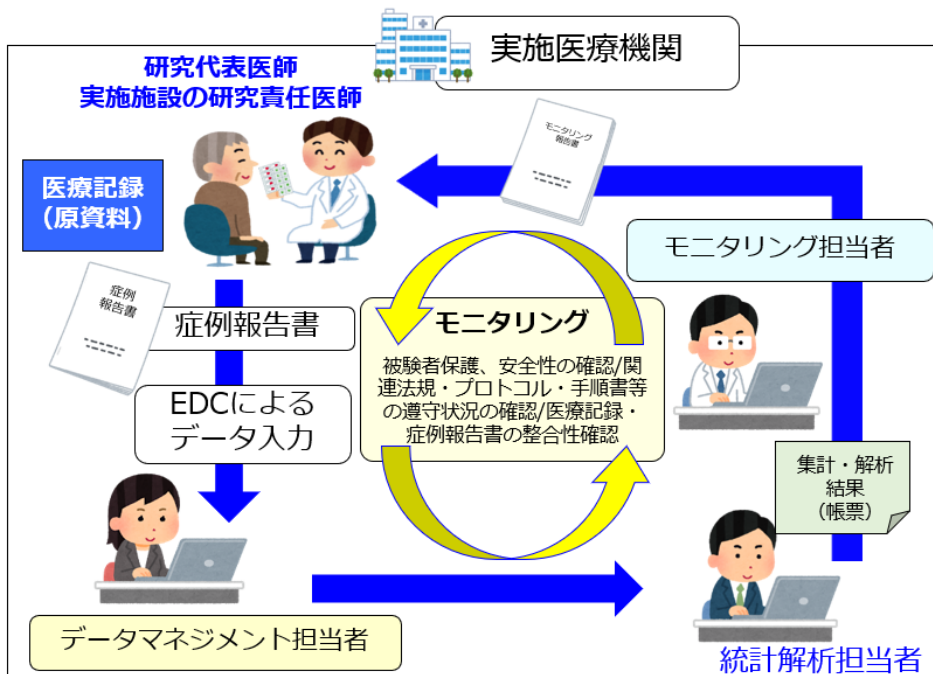 実施医療機関
研究代表医師
実施施設の研究責任医師
モニタリング
報告書
医療記録
（原資料）
モニタリング担当者
症例
報告書
症例報告書
モニタリング
被験者保護、安全性の確認/関
連法規・プロトコル・手順書等
の遵守状況の確認/医療記録・
症例報告書の整合性確認
EDCによる
データ入力
集計・解析
結果
（帳票）
データマネジメント担当者
統計解析担当者